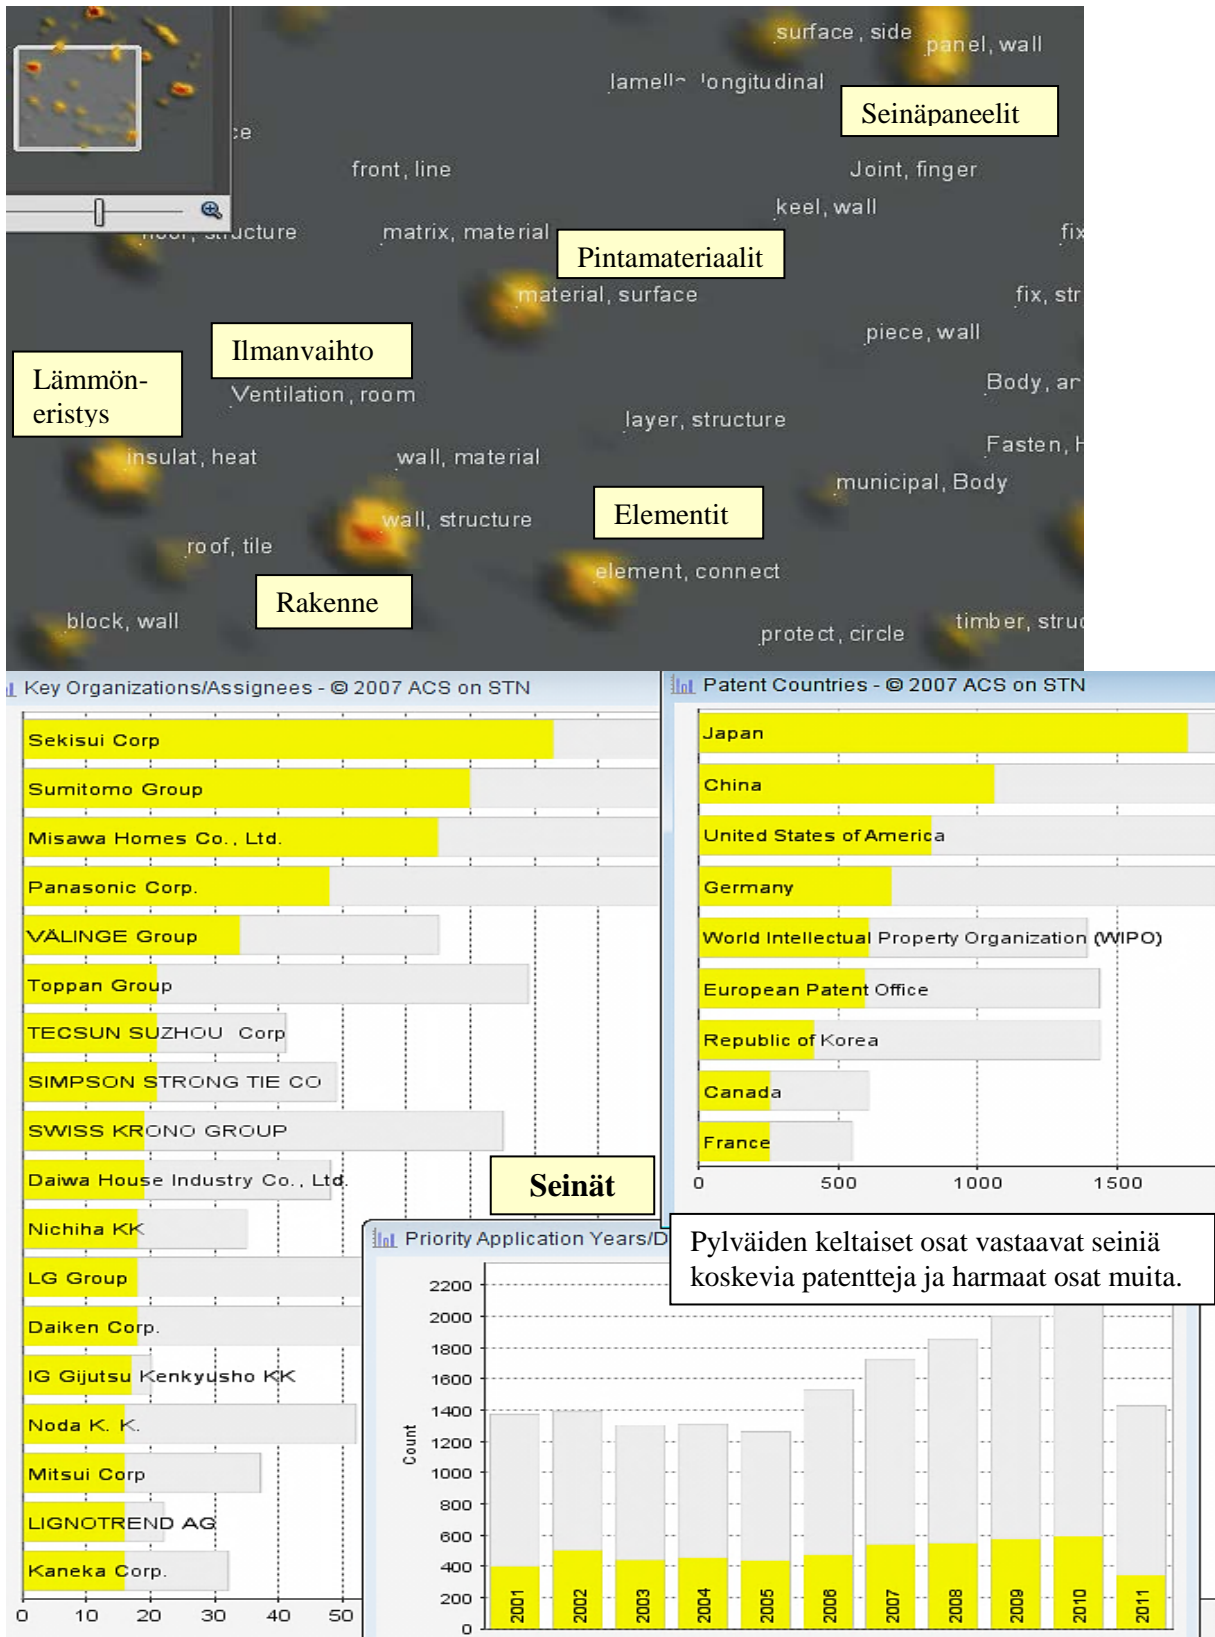 surface, side
panel, wall
longitudinal
Seinäpaneelit
front, line
Joint, finger
keel, wall
structure
matrix, material
fix
Pintamateriaalit
material, surface
fix, str
piece, wall
Ilmanvaihto
Lämmön-
eristys
Ventilation, room
Body, ar
layer, structure
Fasten, H
insulat, heat
wall, material
municipal, Body
Elementit
wall, structure
roof, tile
element, connect
Rakenne
block, wall
timber, struc
protect, circle
Key Organizations/Assignees - © 2007 ACS on STN
Sekisui Corp
Sumitomo Group
Misawa Homes Co., Ltd.
Panasonic Corp.
VÄLINGE Group
Toppan Group
TECSUN SUZHOU Corp
SIMPSON STRONG TIE CO
SWISS KRONO GROUP
Daiwa House Industry Co., Ltd.
Nichiha KK
LG Group
Daiken Corp.
IG Gijutsu Kenkyusho KK
Noda K. K.
Mitsui Corp
LIGNOTREND AG
Kaneka Corp.
0 10 20 30 40 50
Patent Countries - © 2007 ACS on STN
Japan
China
United States of America
Germany
World Intellectual Property Organization (WIPO)
European Patent Office
Republic of Korea
Canada
France
0 500 1000 1500
Seinät
Pylväiden keltaiset osat vastaavat seiniä
koskevia patentteja ja harmaat osat muita.
Priority Application Years/D
Count
2200
2000
1800
1600
1400
1200
1000
800
600
400
200
0
2001 2002 2003 2004 2005 2006 2007 2008 2009 2010 2011